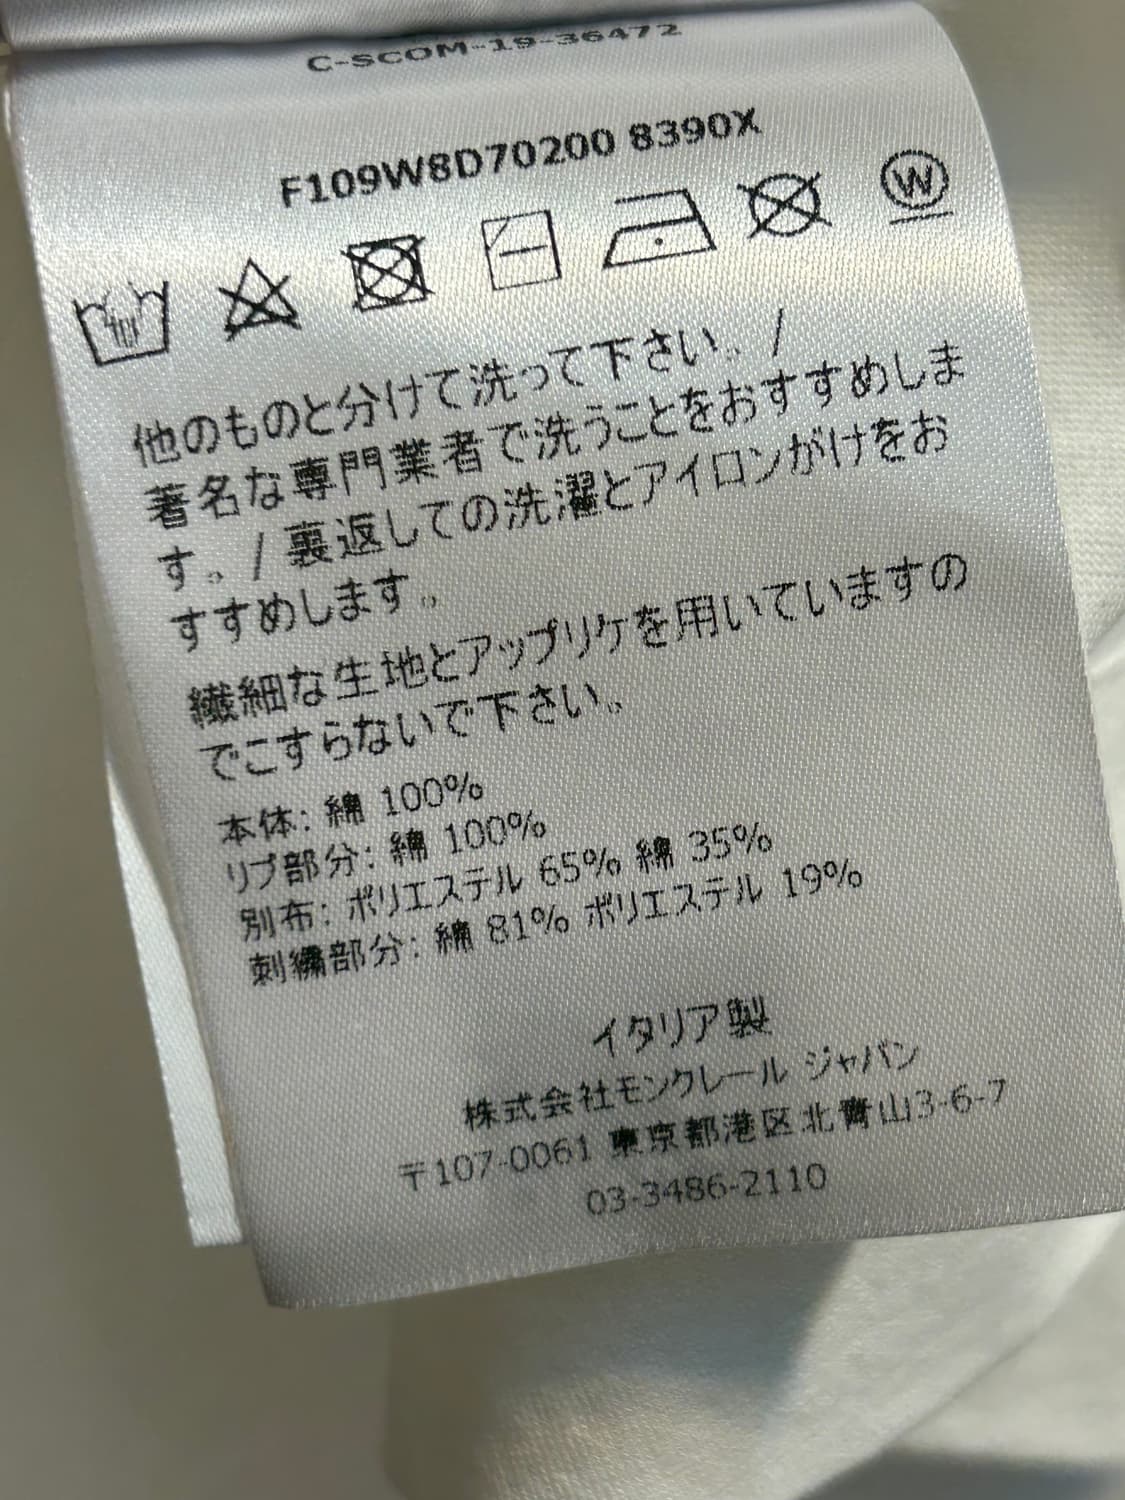 C-SCOM-19-36472
F109W8D70200 8390X
W
他のものと分けて洗って下さい。/
著名な専門業者で洗うことをおすすめしま
す。/ 裏返しての洗濯とアイロンがけをお
すすめします。
繊細な生地とアップリケを用いていますの
でこすらないで下さい。
本体: 綿 100%
リブ部分: 綿 100%
別布: ポリエステル 65% 綿 35%
刺繍部分: 綿 81% ポリエステル 19%
イタリア製
株式会社モンクレール ジャパン
〒107-0061 東京都港区北青山3-6-7
03-3486-2110